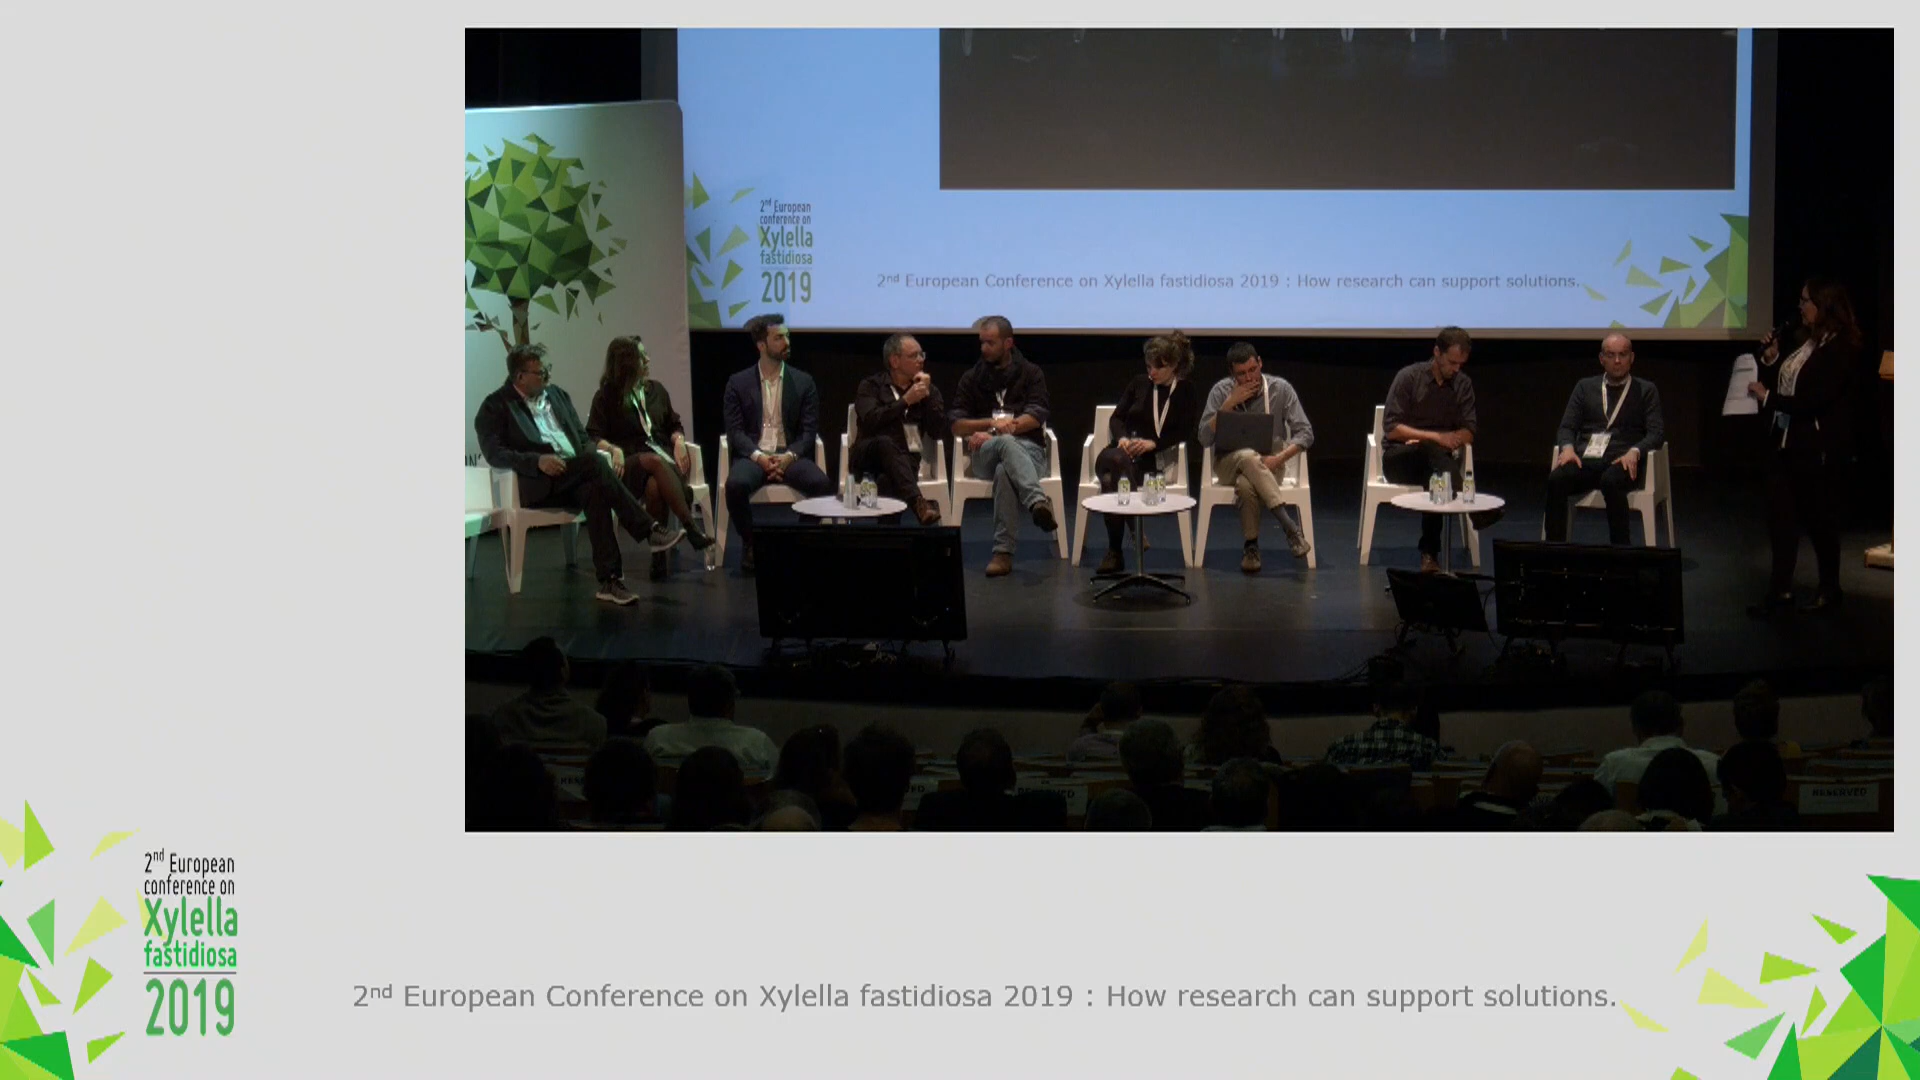 2nd European
conference on
Xylella
fastidiosa
2019
2nd European Conference on Xylella fastidiosa 2019 : How research can support solutions.
RESERVED
RESERVED
2nd European
conference on
Xylella
fastidiosa
2019
2nd European Conference on Xylella fastidiosa 2019 : How research can support solutions.